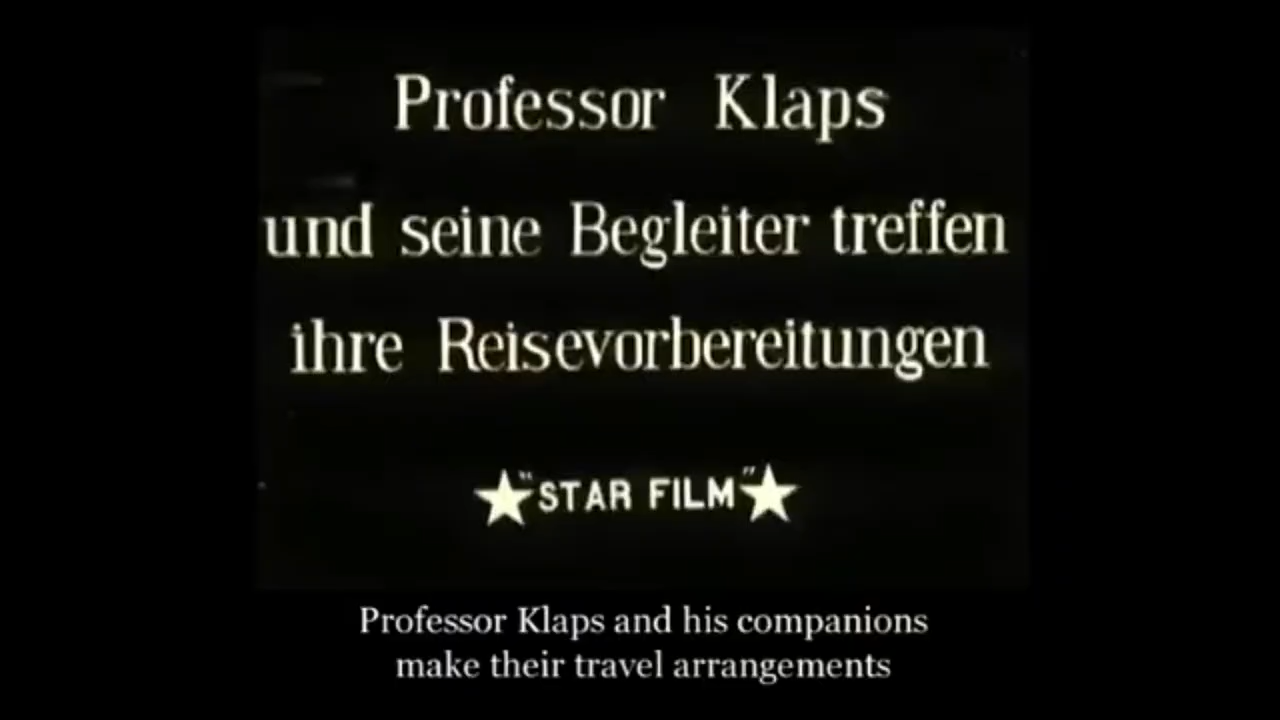 Professor Klaps
und seine Begleiter treffen
ihre Reisevorbereitungen
"STAR FILM"
Professor Klaps and his companions
make their travel arrangements